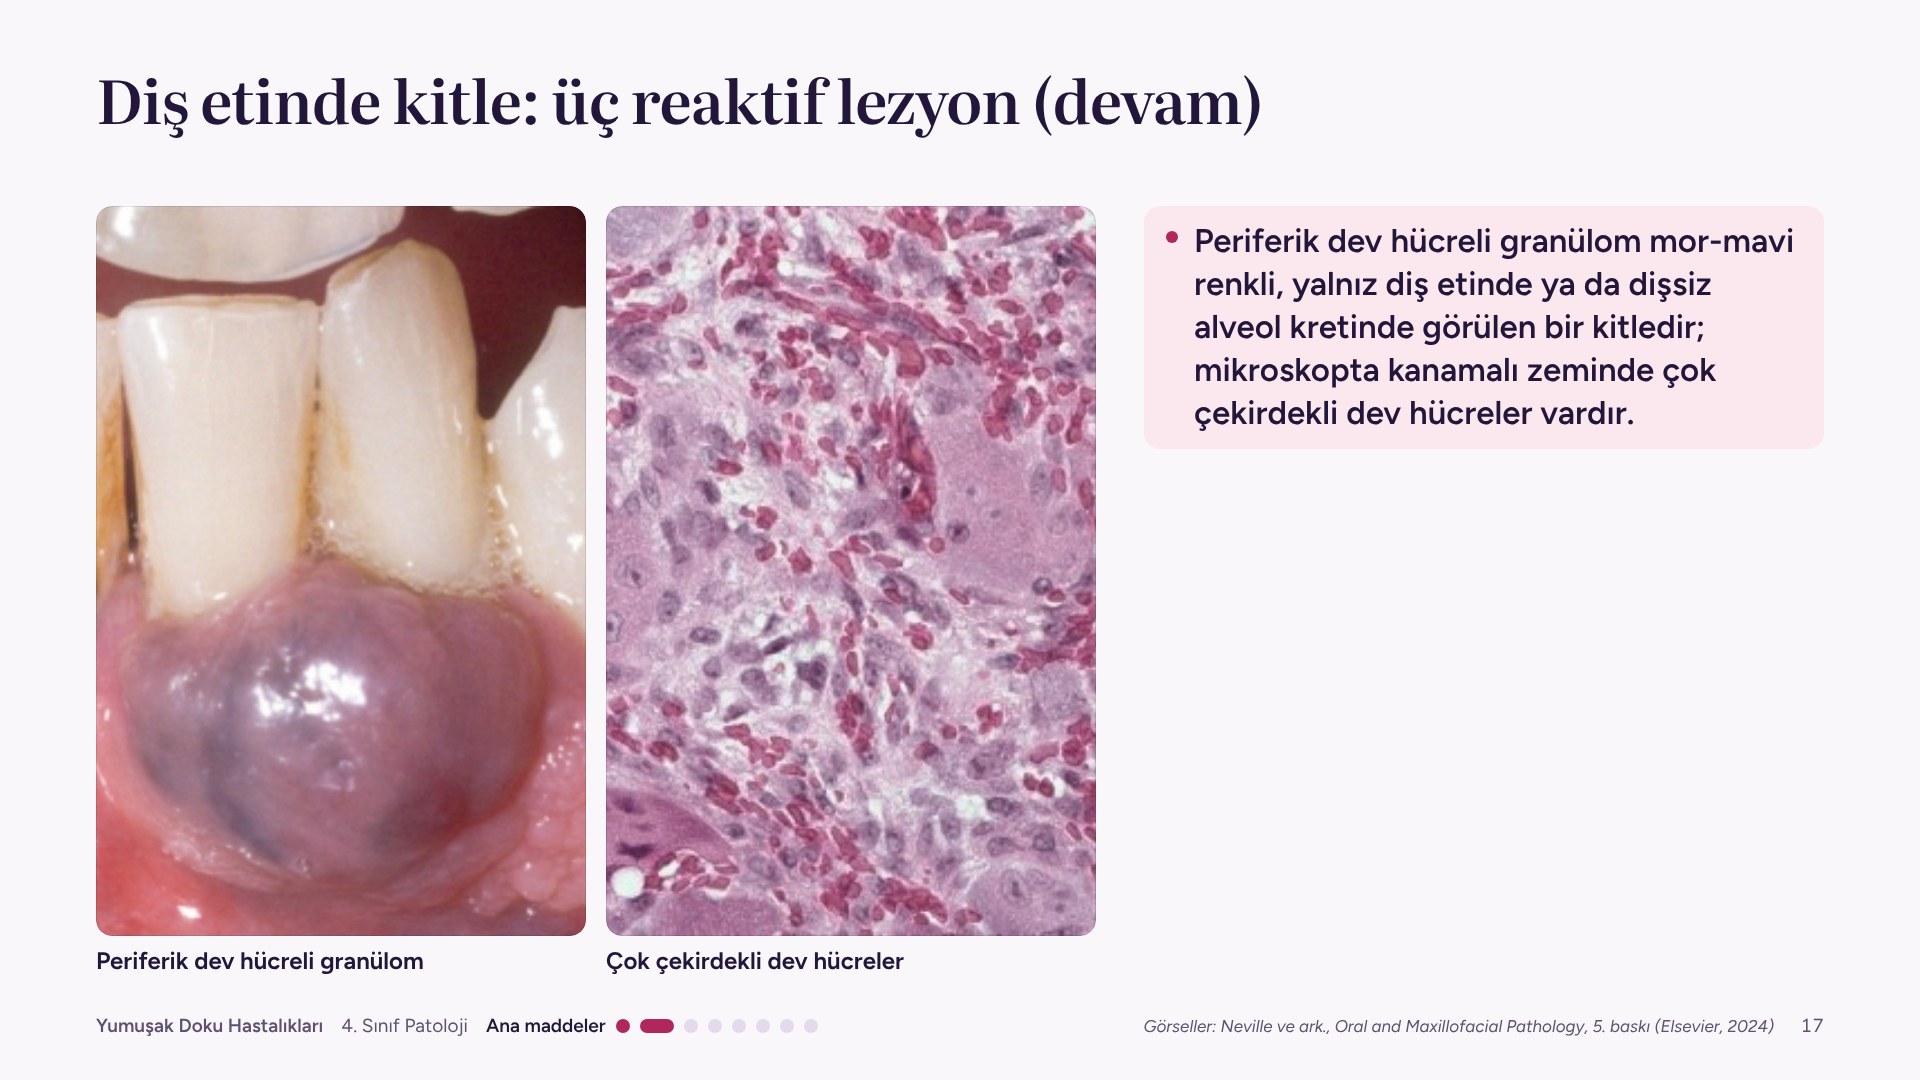 Diş etinde kitle: üç reaktif lezyon (devam)
Periferik dev hücreli granülom mor-mavi
renkli, yalnız diş etinde ya da dişsiz
alveol kretinde görülen bir kitledir;
mikroskopta kanamalı zeminde çok
çekirdekli dev hücreler vardır.
Periferik dev hücreli granülom
Çok çekirdekli dev hücreler
Yumuşak Doku Hastalıkları 4. Sınıf Patoloji Ana maddeler
Görseller: Neville ve ark., Oral and Maxillofacial Pathology, 5. baskı (Elsevier, 2024) 17